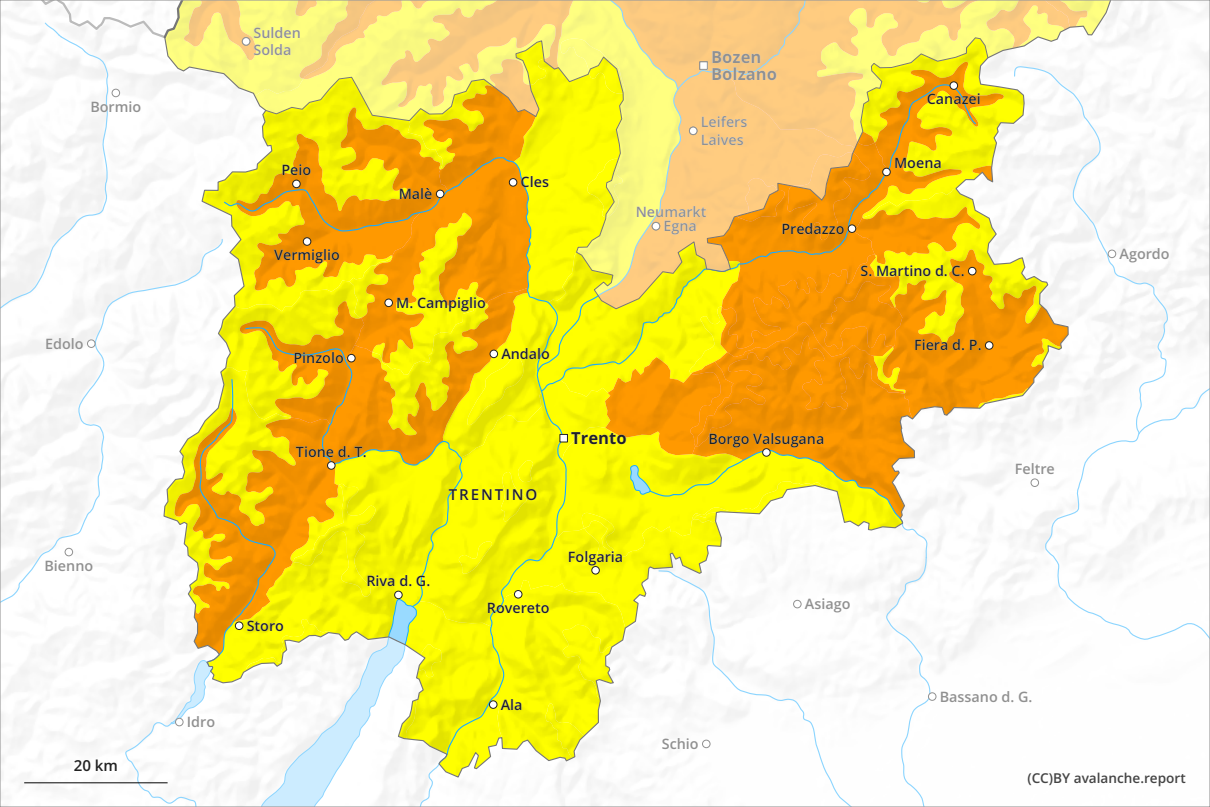 Sulden
Solda
Bozen
Bolzano
Bormio
Canazei
Leifers
Laives
Moena
Peio
Malè
Cles
Neumarkt
Egna
Predazzo
Vermiglio
Agordo
S. Martino d. C.
M. Campiglio
Edolo
Pinzolo
Andalo
Fiera d. P.
Trento
Borgo Valsugana
Tione d. T.
Feltre
TRENTINO
Bienno
Folgaria
Riva d. G.
Rovereto
Asiago
Storo
Bassano d. G.
Ala
Idro
Schio
20 km
(CC)BY avalanche.report